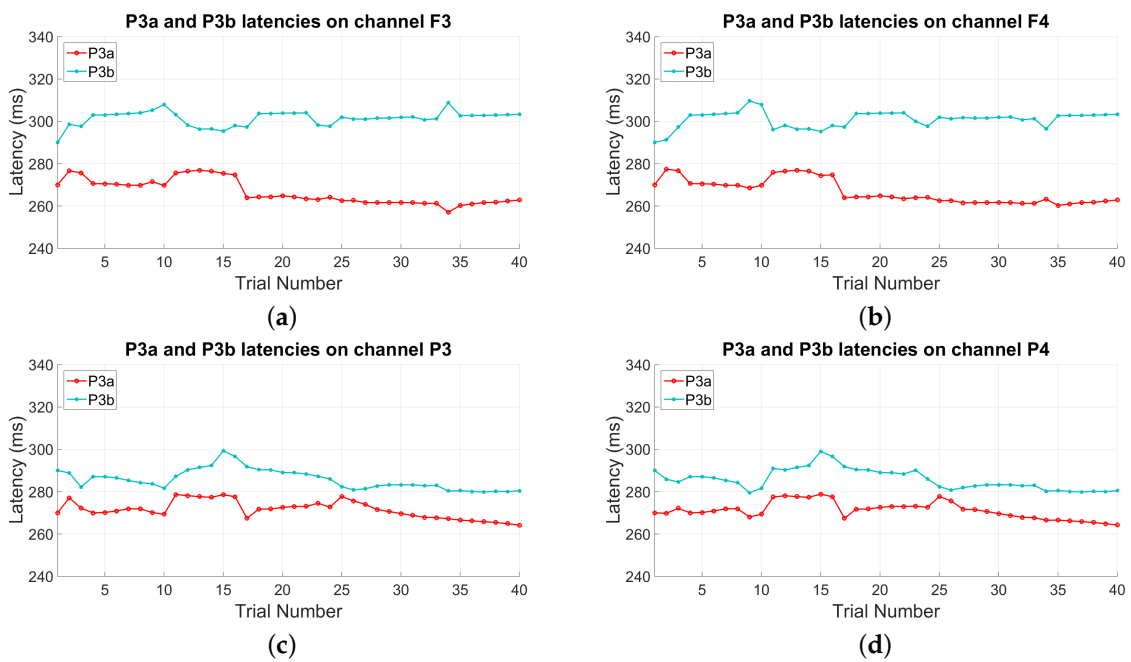 P3a and P3b latencies on channel F3
340
320
300
280
260
240
Latency (ms)
P3a
P3b
5 10 15 20 25 30 35 40
Trial Number
(a)
P3a and P3b latencies on channel F4
340
320
300
280
260
240
Latency (ms)
P3a
P3b
5 10 15 20 25 30 35 40
Trial Number
(b)
P3a and P3b latencies on channel P3
340
320
300
280
260
240
Latency (ms)
P3a
P3b
5 10 15 20 25 30 35 40
Trial Number
(c)
P3a and P3b latencies on channel P4
340
320
300
280
260
240
Latency (ms)
P3a
P3b
5 10 15 20 25 30 35 40
Trial Number
(d)